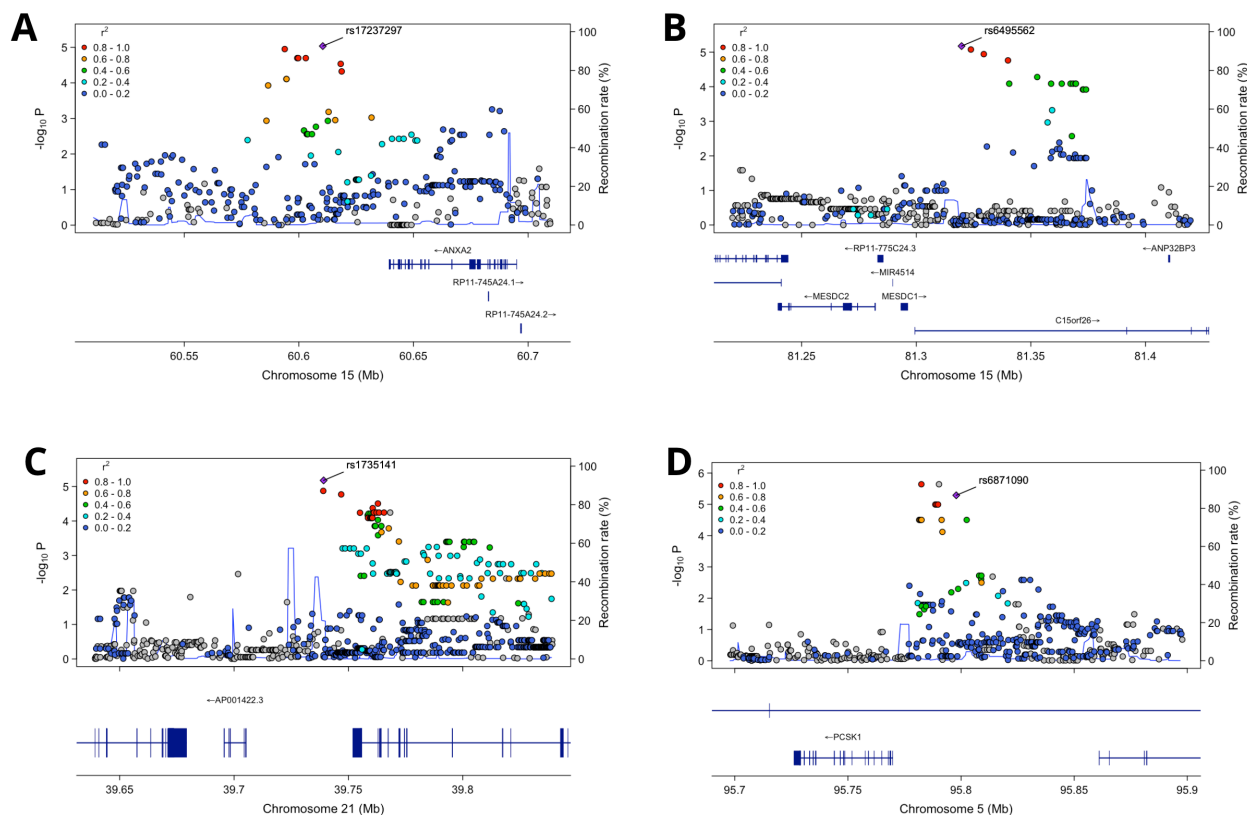 A
rs17237297
r2
0.8 - 1.0
0.6 - 0.8
0.4 - 0.6
0.2 - 0.4
0.0 - 0.2
5
4
3
2
1
0
-log10 P
100
80
60
40
20
0
Recombination rate (%)
←ANXA2
RP11-745A24.1→
RP11-745A24.2→
60.55 60.6 60.65 60.7
Chromosome 15 (Mb)
B
rs6495562
r2
0.8 - 1.0
0.6 - 0.8
0.4 - 0.6
0.2 - 0.4
0.0 - 0.2
5
4
3
2
1
0
-log10 P
100
80
60
40
20
0
Recombination rate (%)
←RP11-775C24.3
←ANP32BP3
←MIR4514
←MESDC2 MESDC1→
C15orf26→
81.25 81.3 81.35 81.4
Chromosome 15 (Mb)
C
rs1735141
r2
0.8 - 1.0
0.6 - 0.8
0.4 - 0.6
0.2 - 0.4
0.0 - 0.2
5
4
3
2
1
0
-log10 P
100
80
60
40
20
0
Recombination rate (%)
←AP001422.3
39.65 39.7 39.75 39.8
Chromosome 21 (Mb)
D
rs6871090
r2
0.8 - 1.0
0.6 - 0.8
0.4 - 0.6
0.2 - 0.4
0.0 - 0.2
6
5
4
3
2
1
0
-log10 P
100
80
60
40
20
0
Recombination rate (%)
←PCSK1
95.7 95.75 95.8 95.85 95.9
Chromosome 5 (Mb)